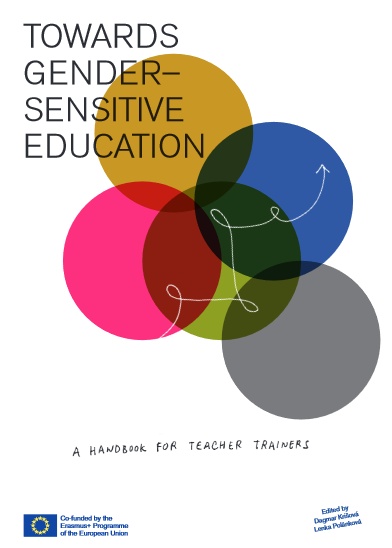 TOWARDS
GENDER–
SENSITIVE
EDUCATION
A HANDBOOK FOR TEACHER TRAINERS
Co-funded by the
Erasmus+ Programme
of the European Union
Edited by
Dagmar Krišová
Lenka Polánková